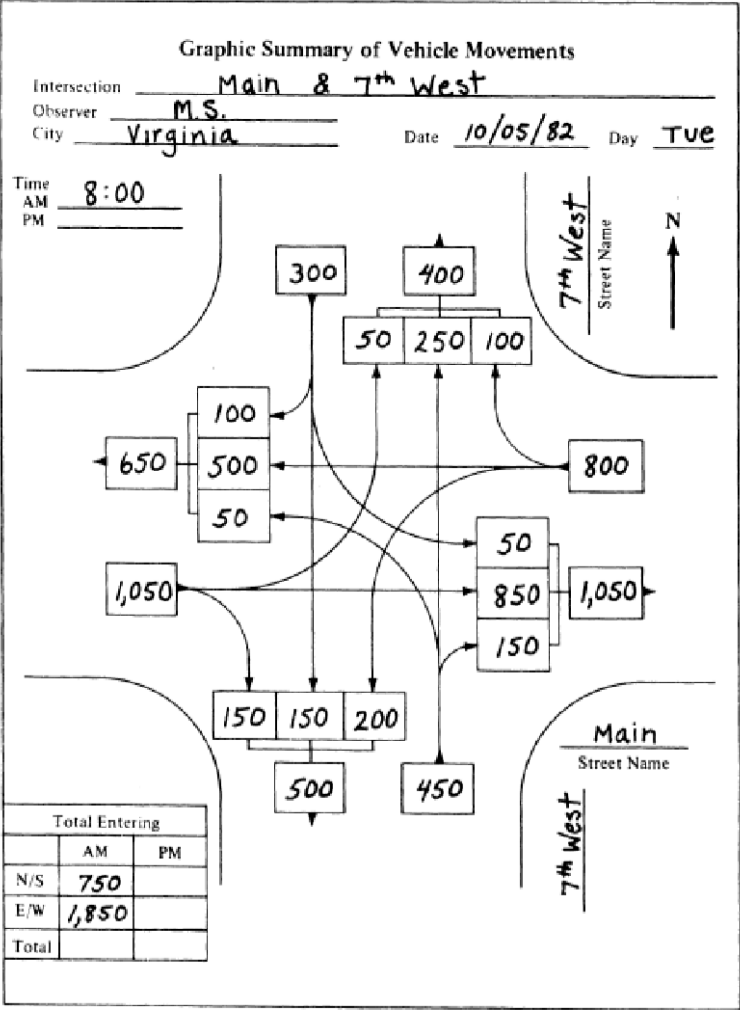 Graphic Summary of Vehicle Movements
Intersection Main & 7th West
Observer M.S.
City Virginia
Date 10/05/82 Day Tue
Time
AM 8:00
PM
7th West
Street Name
N
300 400
50 250 100
100
650 500 800
50
50
1,050 850 1,050
150
150 150 200
500 450
Main
Street Name
7th West
Total Entering
AM PM
N/S 750
E/W 1,850
Total